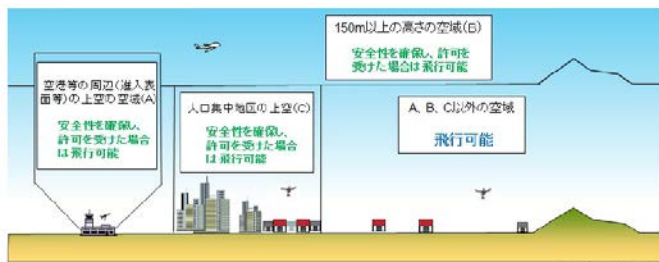 150m以上の高さの空域(B)
安全性を確保し、許可を
受けた場合は飛行可能
空港等の周辺(進入表
面等)の上空の空域(A)
安全性を確保し、
許可を受けた場合
は飛行可能
人口集中地区の上空(C)
安全性を確保し、
許可を受けた場合
は飛行可能
A、B、C以外の空域
飛行可能